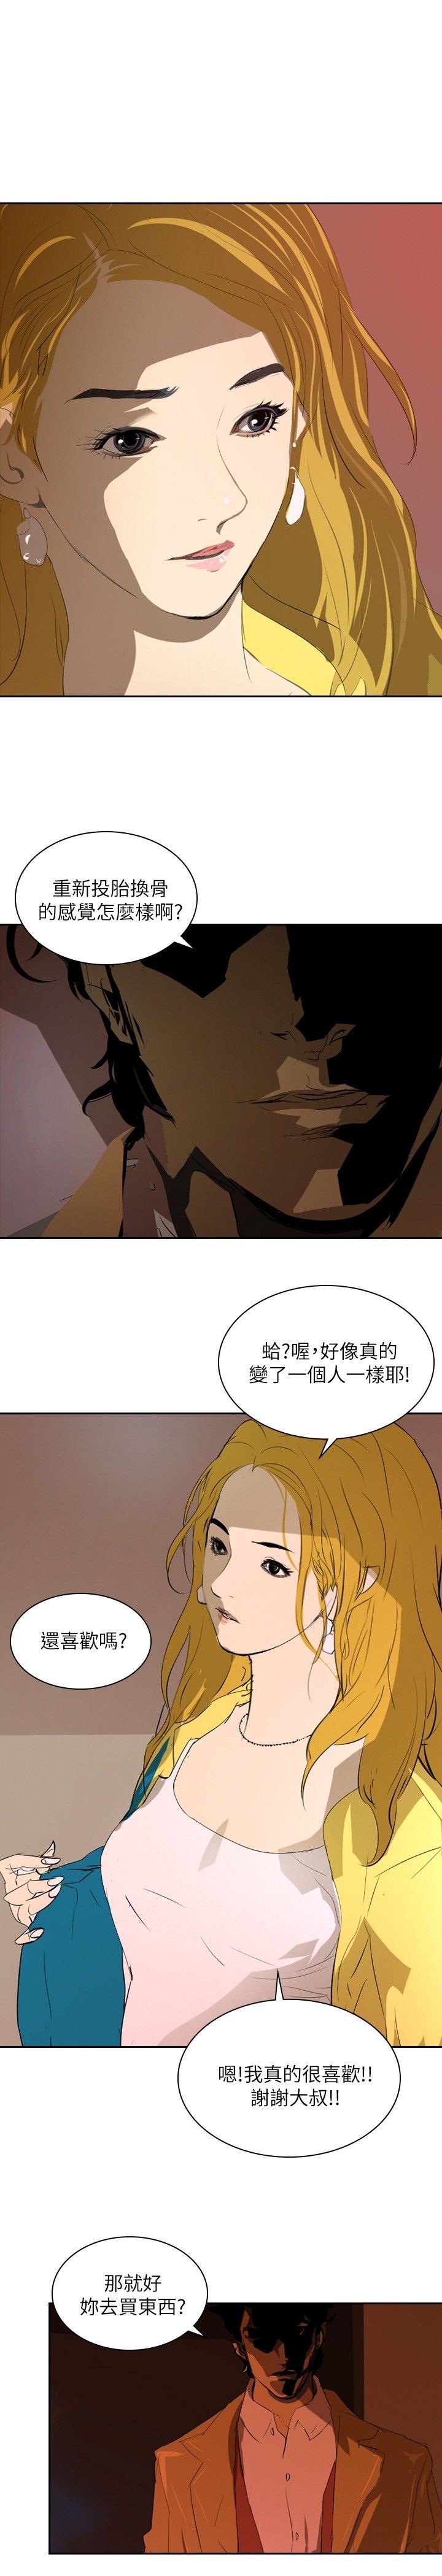 重新投胎換骨
的感覺怎麼樣啊?
蛤?喔,好像真的
變了一個人一樣耶!
還喜歡嗎?
嗯!我真的很喜歡!!
謝謝大叔!!
那就好
妳去買東西?